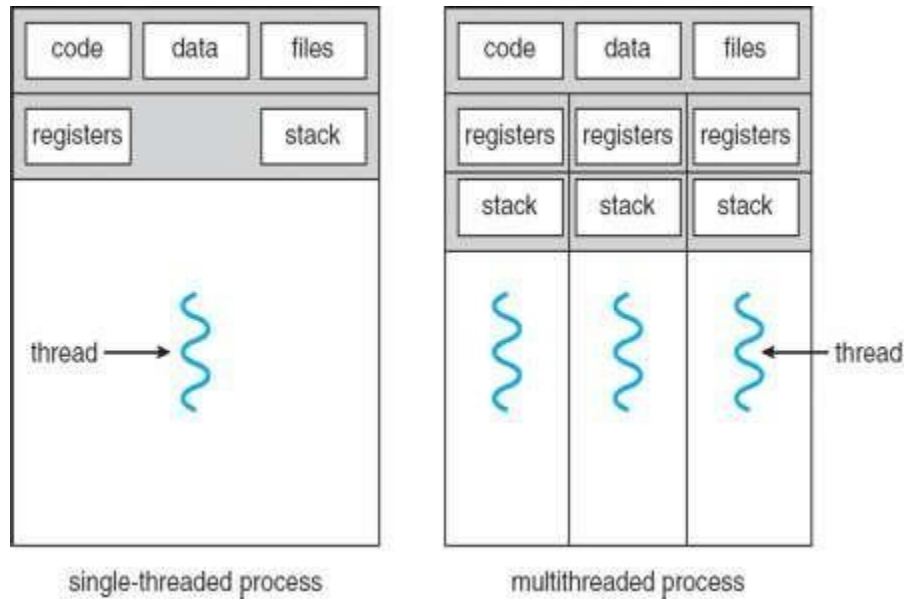 code data files
registers stack
thread
single-threaded process
code data files
registers registers registers
stack stack stack
thread
multithreaded process